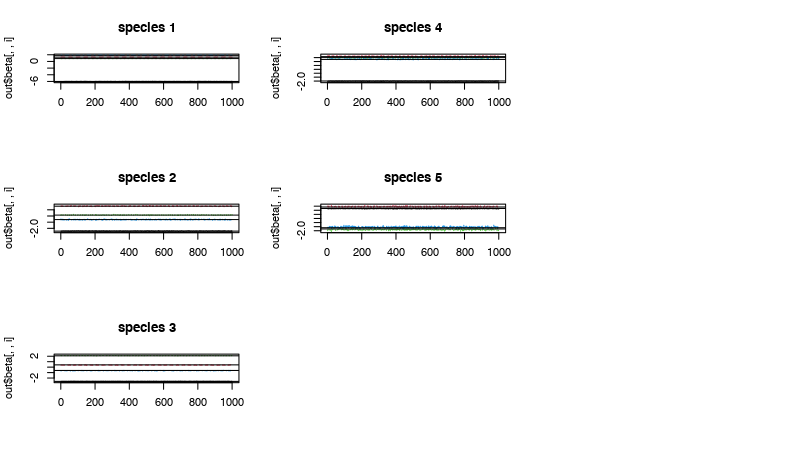 species 1
out$beta[, , i]
0
-6
0 200 400 600 800 1000
species 4
out$beta[, , i]
-2.0
0 200 400 600 800 1000
species 2
out$beta[, , i]
-2.0
0 200 400 600 800 1000
species 5
out$beta[, , i]
-2.0
0 200 400 600 800 1000
species 3
out$beta[, , i]
2
-2
0 200 400 600 800 1000